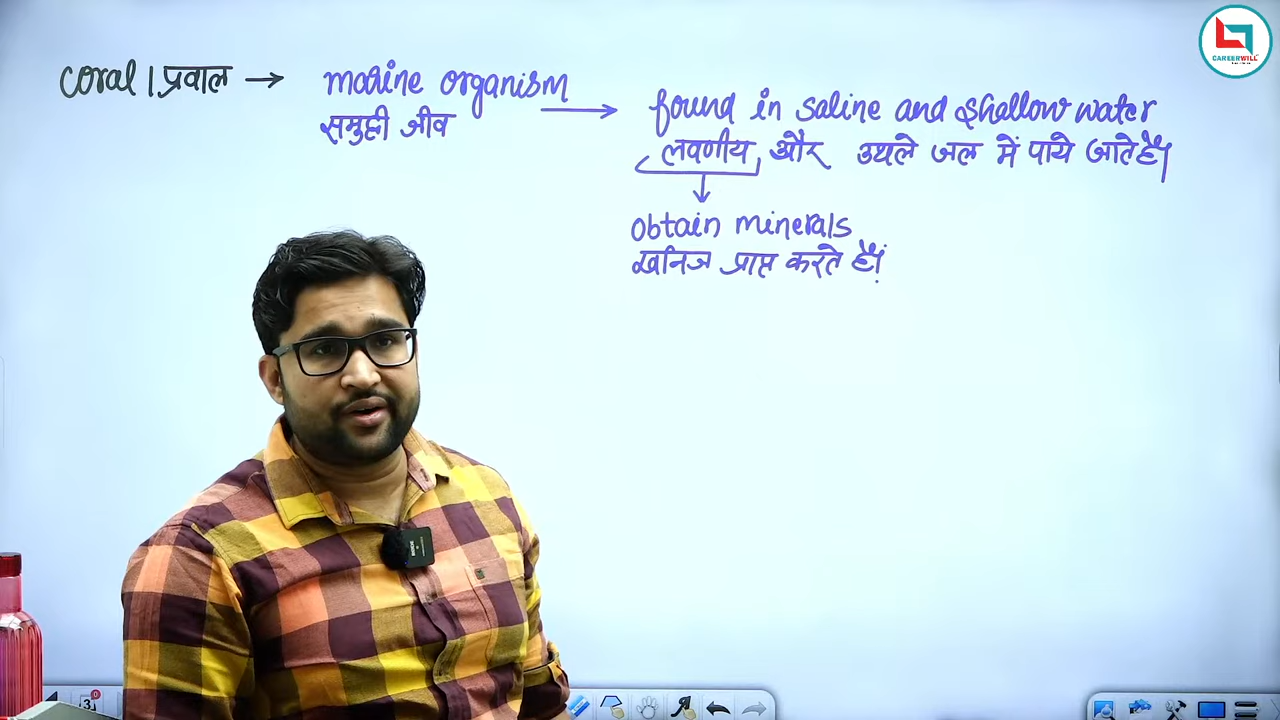 coral । प्रवाल → marine organism
समुद्री जीव
→ found in saline and shallow water
लवणीय और उथले जल में पाये जाते हैं।
obtain minerals
खनिज प्राप्त करते हैं।
CAREERWILL